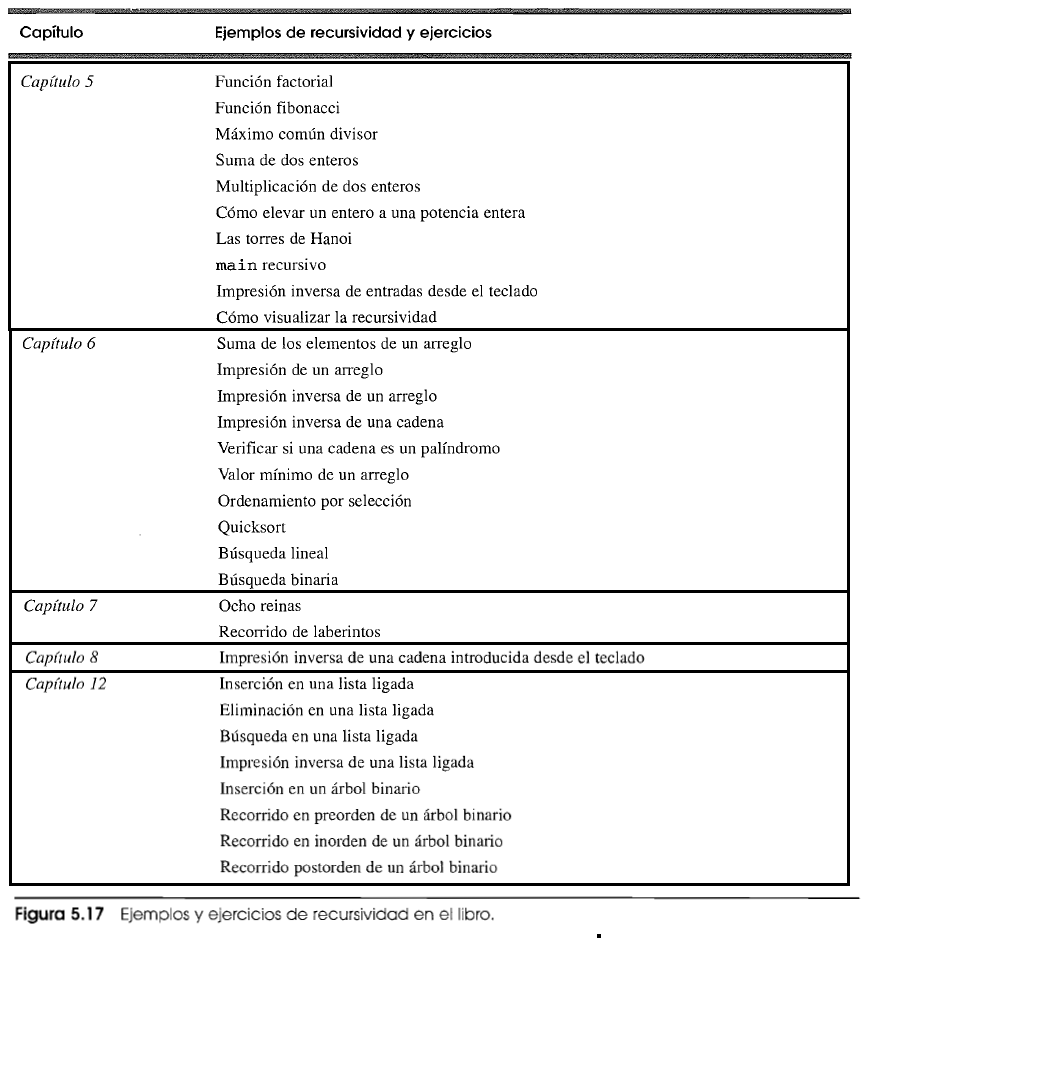 Capítulo Ejemplos de recursividad y ejercicios
Capítulo 5 Función factorial
Función fibonacci
Máximo común divisor
Suma de dos enteros
Multiplicación de dos enteros
Cómo elevar un entero a una potencia entera
Las torres de Hanoi
main recursivo
Impresión inversa de entradas desde el teclado
Cómo visualizar la recursividad
Capítulo 6 Suma de los elementos de un arreglo
Impresión de un arreglo
Impresión inversa de un arreglo
Impresión inversa de una cadena
Verificar si una cadena es un palíndromo
Valor mínimo de un arreglo
Ordenamiento por selección
Quicksort
Búsqueda lineal
Búsqueda binaria
Capítulo 7 Ocho reinas
Recorrido de laberintos
Capítulo 8 Impresión inversa de una cadena introducida desde el teclado
Capítulo 12 Inserción en una lista ligada
Eliminación en una lista ligada
Búsqueda en una lista ligada
Impresión inversa de una lista ligada
Inserción en un árbol binario
Recorrido en preorden de un árbol binario
Recorrido en inorden de un árbol binario
Recorrido postorden de un árbol binario
Figura 5.17 Ejemplos y ejercicios de recursividad en el libro.